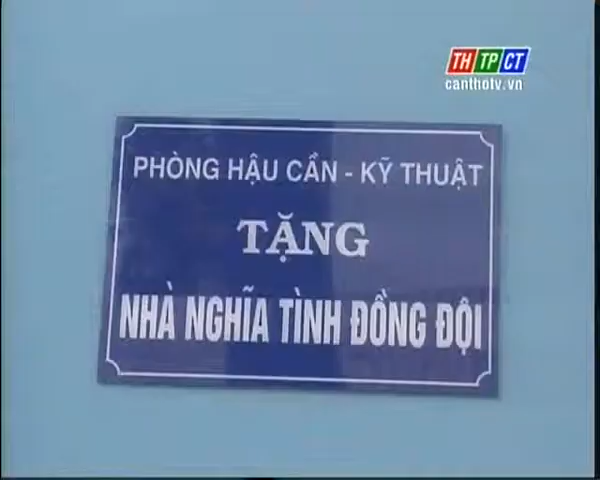 THTPCT
canthotv.vn
PHÒNG HẬU CẦN - KỸ THUẬT
TẶNG
NHÀ NGHĨA TÌNH ĐỒNG ĐỘI